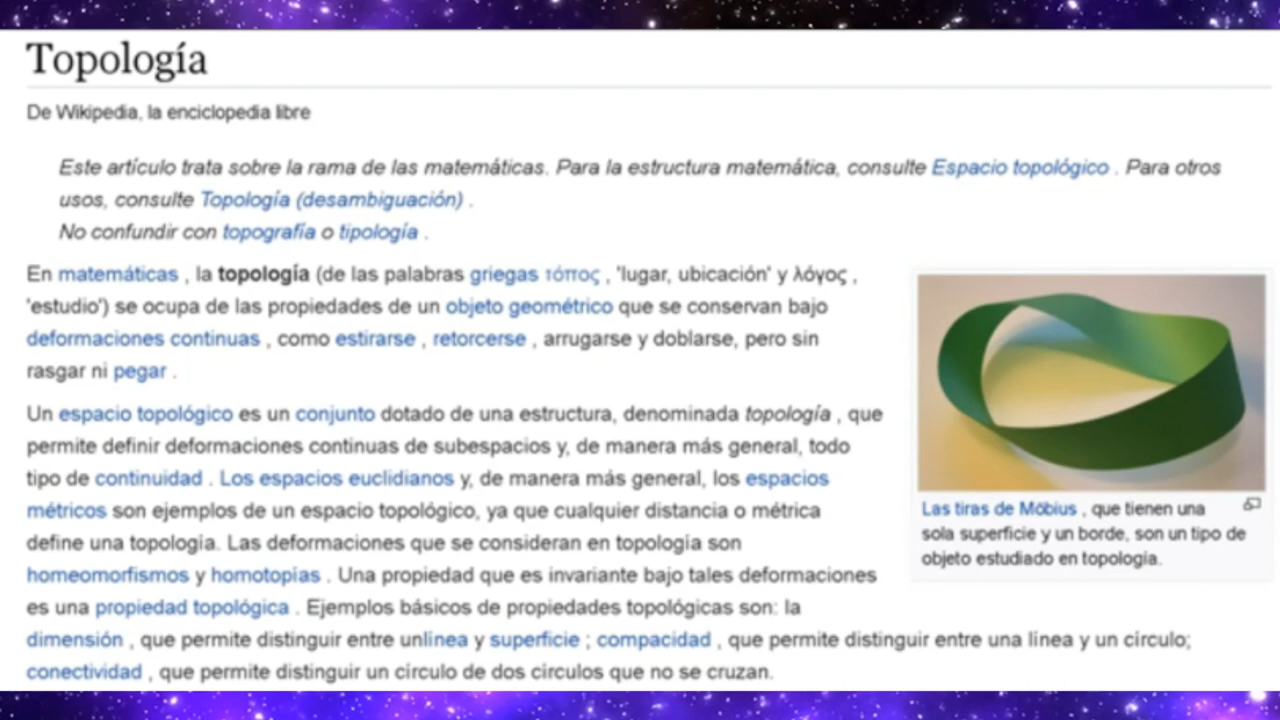 Topología
De Wikipedia, la enciclopedia libre
Este artículo trata sobre la rama de las matemáticas. Para la estructura matemática, consulte Espacio topológico . Para otros
usos, consulte Topología (desambiguación) .
No confundir con topografía o tipología .
En matemáticas , la topología (de las palabras griegas τόπος , 'lugar, ubicación' y λόγος ,
'estudio') se ocupa de las propiedades de un objeto geométrico que se conservan bajo
deformaciones continuas , como estirarse , retorcerse , arrugarse y doblarse, pero sin
rasgar ni pegar .
Un espacio topológico es un conjunto dotado de una estructura, denominada topología , que
permite definir deformaciones continuas de subespacios y, de manera más general, todo
tipo de continuidad . Los espacios euclidianos y, de manera más general, los espacios
métricos son ejemplos de un espacio topológico, ya que cualquier distancia o métrica
define una topología. Las deformaciones que se consideran en topología son
homeomorfismos y homotopías . Una propiedad que es invariante bajo tales deformaciones
es una propiedad topológica . Ejemplos básicos de propiedades topológicas son: la
dimensión , que permite distinguir entre unlínea y superficie ; compacidad , que permite distinguir entre una línea y un círculo;
conectividad , que permite distinguir un círculo de dos círculos que no se cruzan.
Las tiras de Möbius , que tienen una
sola superficie y un borde, son un tipo de
objeto estudiado en topología.